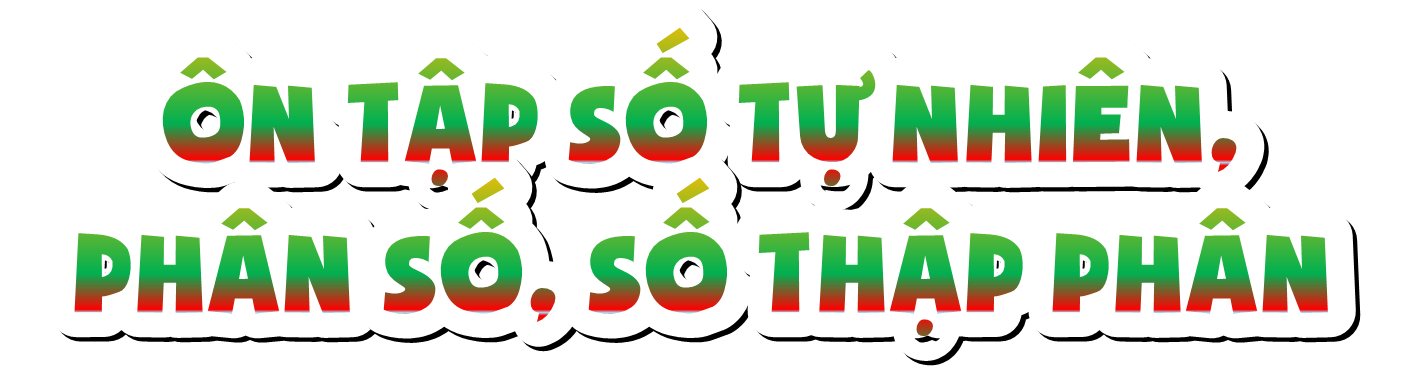 ÔN TẬP SỐ TỰ NHIÊN,
PHÂN SỐ, SỐ THẬP PHÂN